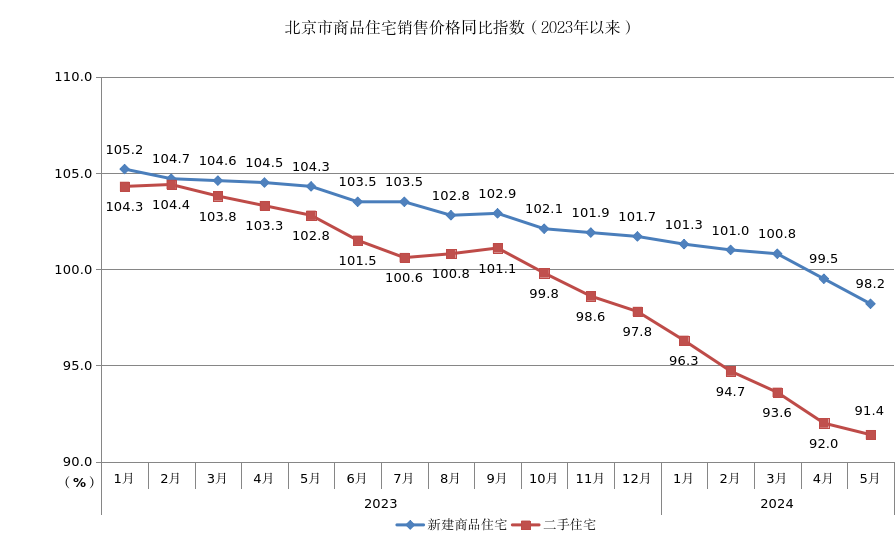 北京市商品住宅销售价格同比指数（2023年以来）
110.0
105.2 104.7 104.6 104.5 104.3 103.5 103.5 102.8 102.9 102.1 101.9 101.7 101.3 101.0 100.8 99.5 98.2
105.0
104.3 104.4 103.8 103.3 102.8 101.5 100.6 100.8 101.1 99.8 98.6 97.8 96.3 94.7 93.6 92.0 91.4
100.0
95.0
90.0
（%） 1月 2月 3月 4月 5月 6月 7月 8月 9月 10月 11月 12月 1月 2月 3月 4月 5月
2023 2024
新建商品住宅 二手住宅